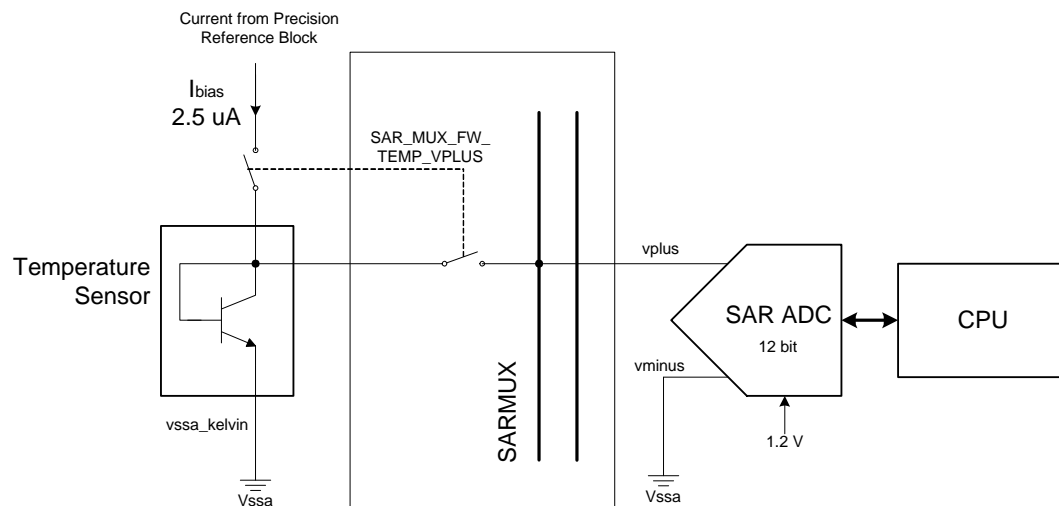 Current from Precision
Reference Block
Ibias
2.5 uA
SAR_MUX_FW_
TEMP_VPLUS
Temperature
Sensor
vssa_kelvin
Vssa
SARMUX
vplus
vminus
Vssa
SAR ADC
12 bit
1.2 V
CPU